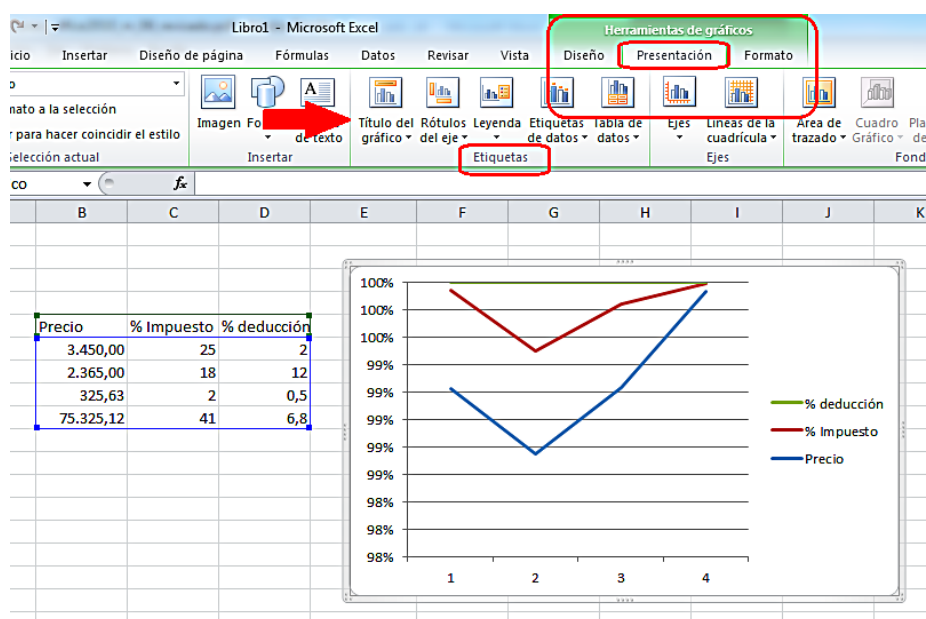 Libro1 - Microsoft Excel
Herramientas de gráficos
icio Insertar Diseño de página Fórmulas Datos Revisar Vista Diseño Presentación Formato
mato a la selección
r para hacer coincidir el estilo
Selección actual
Imagen
de texto
Insertar
Título del gráfico
Rótulos del eje
Leyenda
Etiquetas de datos
Tabla de datos
Etiquetas
Ejes
Líneas de la cuadrícula
Ejes
Área de trazado
Cuadro Gráfico
Fond
co fx
B C D E F G H I J K
Precio % Impuesto % deducción
3.450,00 25 2
2.365,00 18 12
325,63 2 0,5
75.325,12 41 6,8
100%
100%
100%
99%
99%
99%
99%
99%
98%
98%
98%
1 2 3 4
% deducción
% Impuesto
Precio